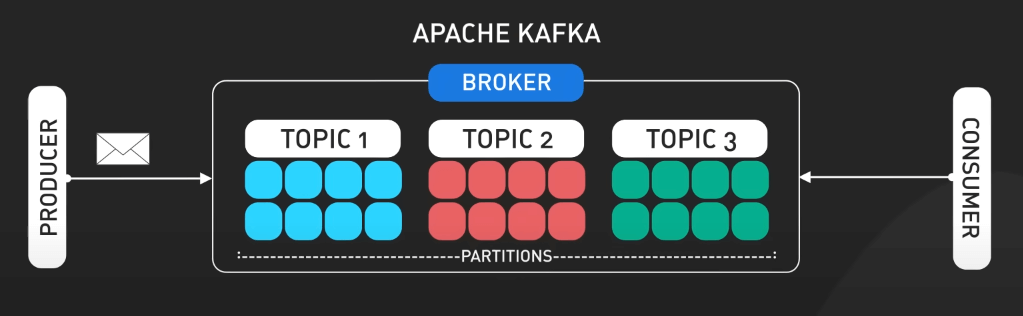 APACHE KAFKA
BROKER
PRODUCER
TOPIC 1
TOPIC 2
TOPIC 3
CONSUMER
PARTITIONS